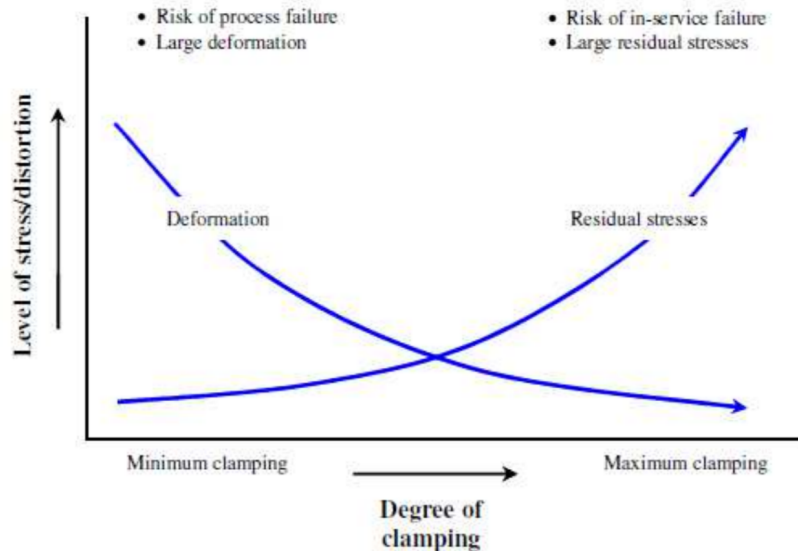 • Risk of process failure
• Large deformation
• Risk of in-service failure
• Large residual stresses
Level of stress/distortion
Deformation
Residual stresses
Minimum clamping
Maximum clamping
Degree of
clamping